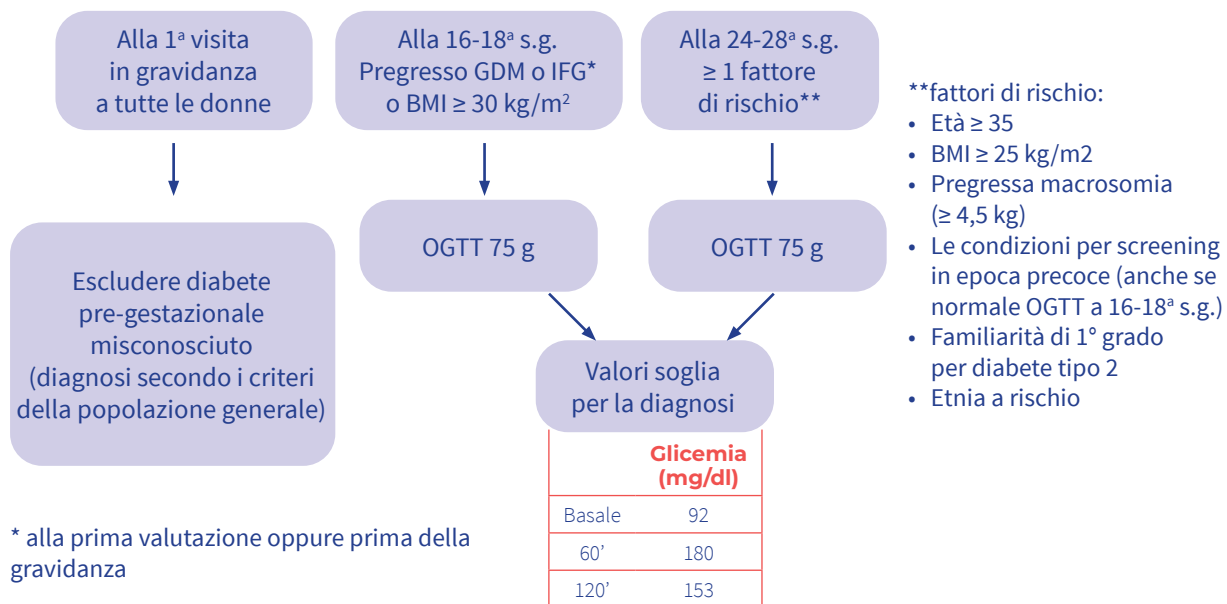 Alla 1ª visita
in gravidanza
a tutte le donne
Escludere diabete
pre-gestazionale
misconosciuto
(diagnosi secondo i criteri
della popolazione generale)
Alla 16-18ª s.g.
Pregresso GDM o IFG*
o BMI ≥ 30 kg/m²
OGTT 75 g
Alla 24-28ª s.g.
≥ 1 fattore
di rischio**
OGTT 75 g
Valori soglia
per la diagnosi
Glicemia
(mg/dl)
Basale 92
60’ 180
120’ 153
**fattori di rischio:
• Età ≥ 35
• BMI ≥ 25 kg/m2
• Pregressa macrosomia
(≥ 4,5 kg)
• Le condizioni per screening
in epoca precoce (anche se
normale OGTT a 16-18ª s.g.)
• Familiarità di 1° grado
per diabete tipo 2
• Etnia a rischio
* alla prima valutazione oppure prima della
gravidanza